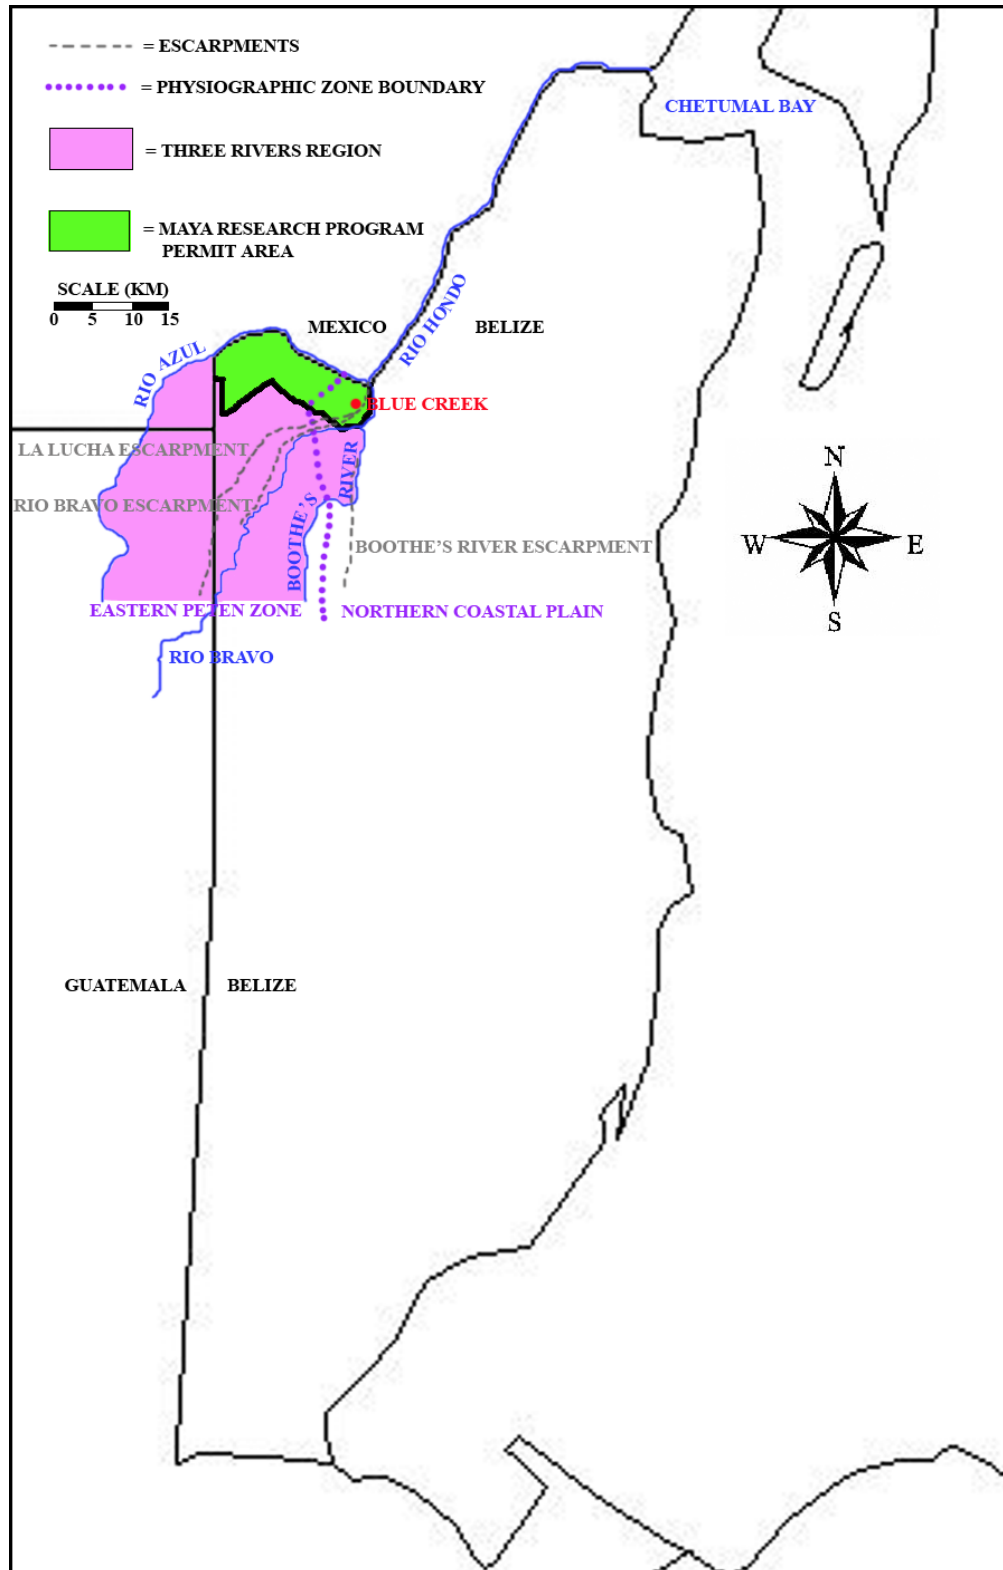 = ESCARPMENTS
= PHYSIOGRAPHIC ZONE BOUNDARY
CHETUMAL BAY
= THREE RIVERS REGION
= MAYA RESEARCH PROGRAM
PERMIT AREA
SCALE (KM)
0 5 10 15
MEXICO
RIO HONDO
BELIZE
RIO AZUL
BLUE CREEK
LA LUCHA ESCARPMENT
RIO BRAVO ESCARPMENT
BOOTHE'S
RIVER
BOOTHE'S RIVER ESCARPMENT
N
W
E
S
EASTERN PETEN ZONE
NORTHERN COASTAL PLAIN
RIO BRAVO
GUATEMALA
BELIZE